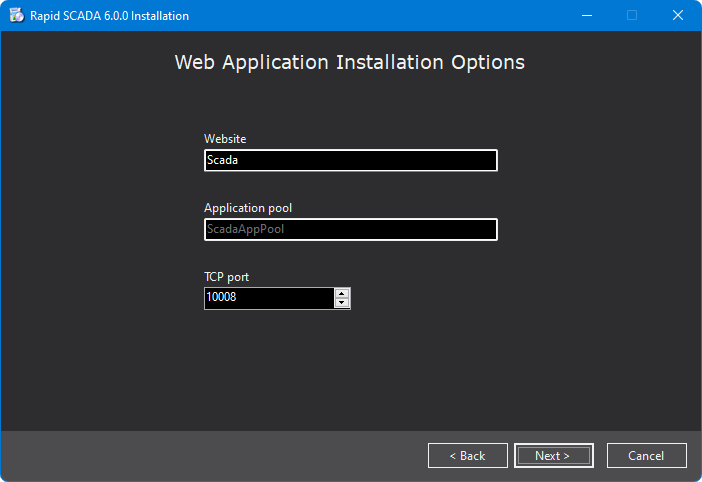 Rapid SCADA 6.0.0 Installation
Web Application Installation Options
Website
Scada
Application pool
ScadaAppPool
TCP port
10008
< Back Next > Cancel